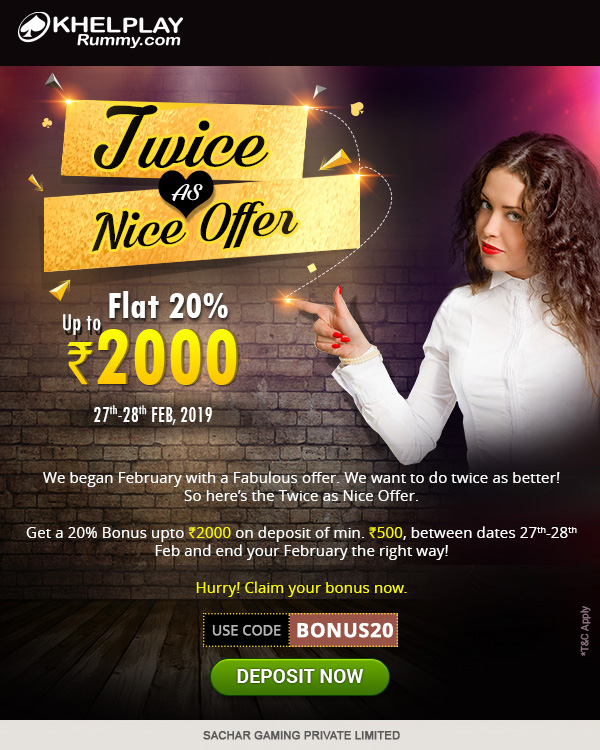 KHELPLAY
Rummy.com
Twice
AS
Nice Offer
Flat 20%
Up to
₹2000
27th-28th FEB, 2019
We began February with a Fabulous offer. We want to do twice as better!
So here's the Twice as Nice Offer.
Get a 20% Bonus upto ₹2000 on deposit of min. ₹500, between dates 27th-28th
Feb and end your February the right way!
Hurry! Claim your bonus now.
USE CODE BONUS20
DEPOSIT NOW
*T&C Apply
SACHAR GAMING PRIVATE LIMITED